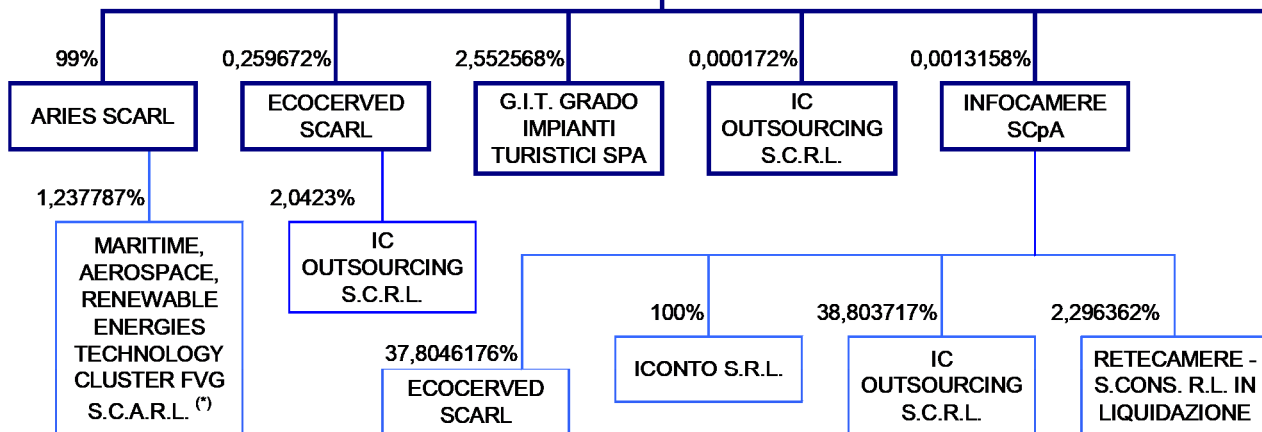 99%
0,259672%
2,552568%
0,000172%
0,0013158%
ARIES SCARL
ECOCERVED
SCARL
G.I.T. GRADO
IMPIANTI
TURISTICI SPA
IC
OUTSOURCING
S.C.R.L.
INFOCAMERE
SCpA
1,237787%
2,0423%
MARITIME,
AEROSPACE,
RENEWABLE
ENERGIES
TECHNOLOGY
CLUSTER FVG
S.C.A.R.L. (*)
IC
OUTSOURCING
S.C.R.L.
37,8046176%
100%
38,803717%
2,296362%
ECOCERVED
SCARL
ICONTO S.R.L.
IC
OUTSOURCING
S.C.R.L.
RETECAMERE -
S.CONS. R.L. IN
LIQUIDAZIONE